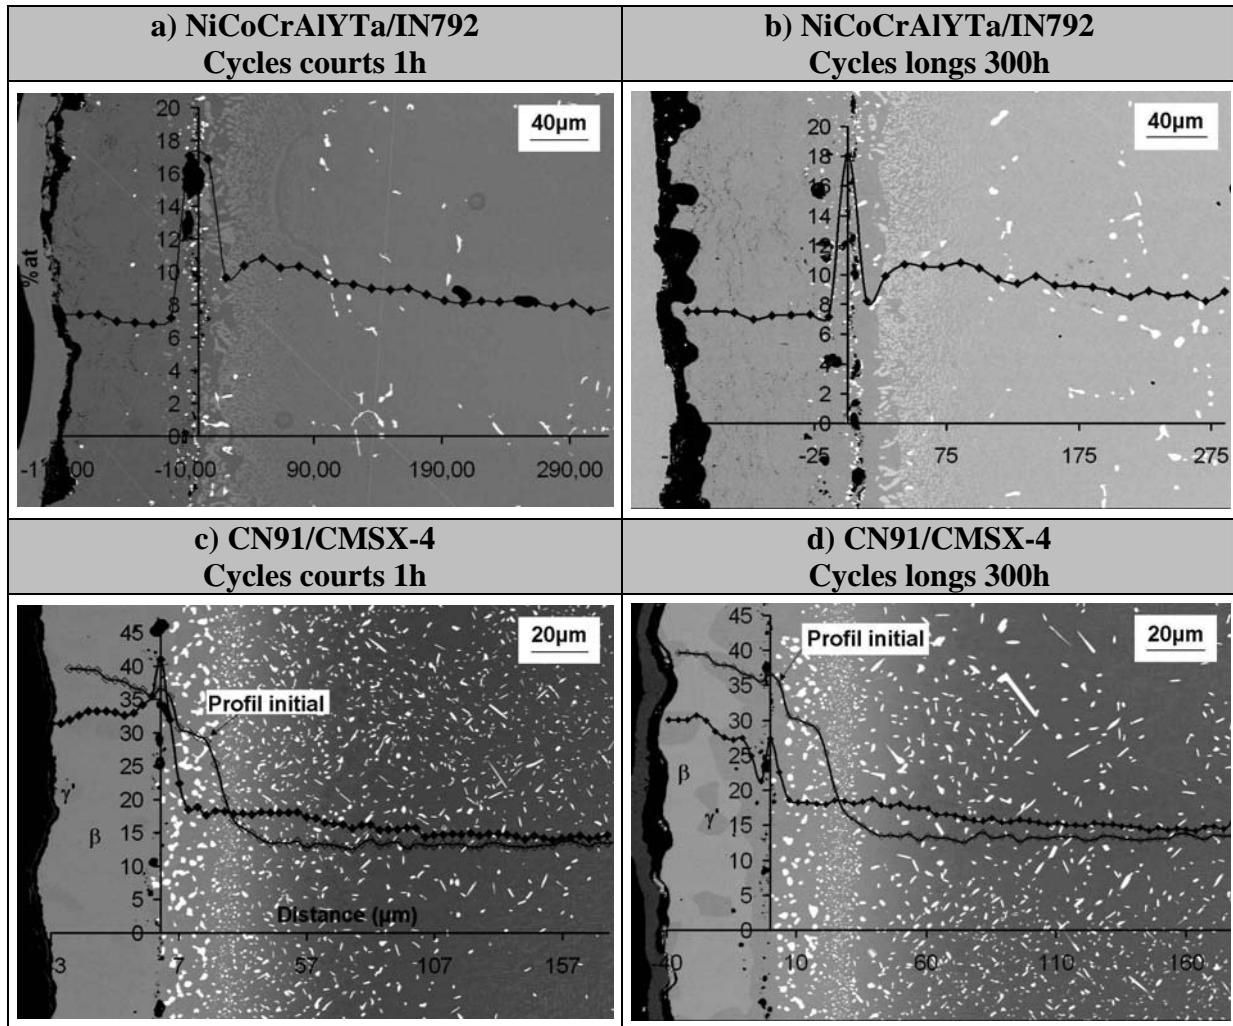 a) NiCoCrAlYTa/IN792
Cycles courts 1h
b) NiCoCrAlYTa/IN792
Cycles longs 300h
20
18
16
14
12
10
8
6
4
2
0
% at
-10,00
90,00
190,00
290,00
40µm
20
18
16
14
12
10
8
6
4
2
0
-25
75
175
275
40µm
c) CN91/CMSX-4
Cycles courts 1h
d) CN91/CMSX-4
Cycles longs 300h
45
40
35
30
25
20
15
10
5
0
Profil initial
γ'
β
Distance (µm)
7
57
107
157
20µm
45
40
35
30
25
20
15
10
5
0
Profil initial
β
γ'
-40
10
60
110
160
20µm